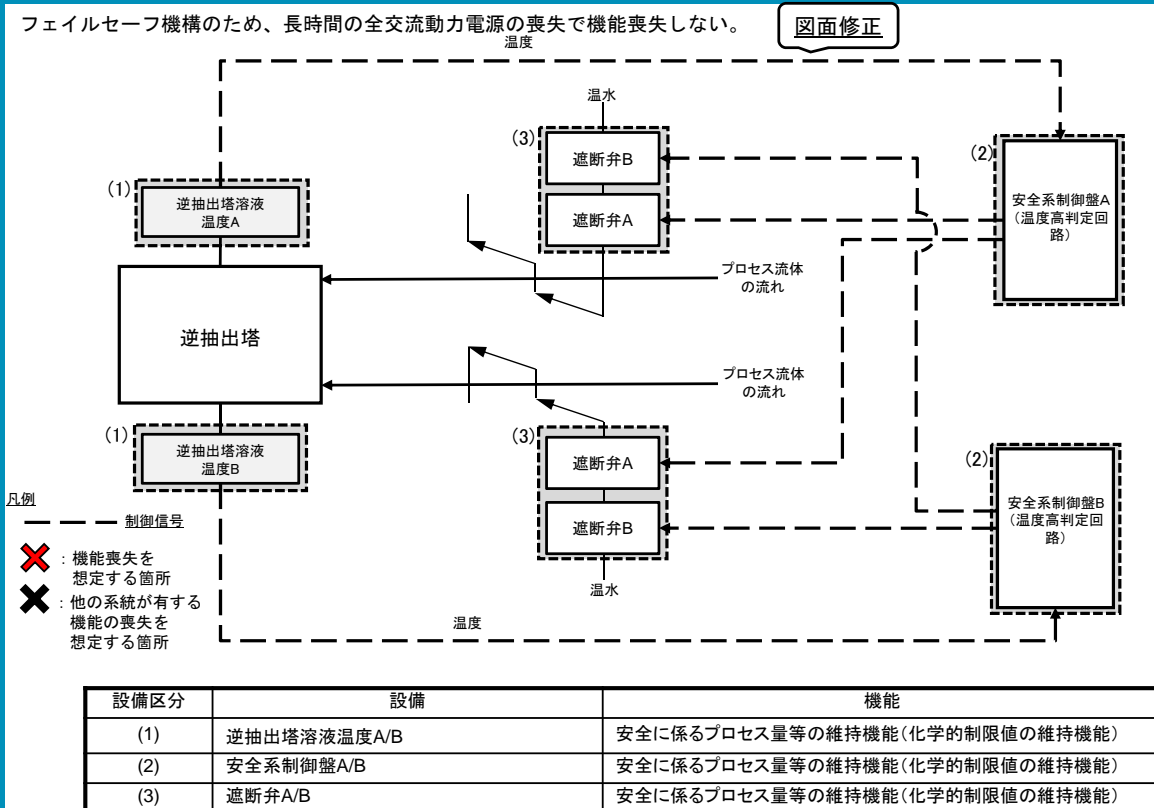 フェイルセーフ機構のため、長時間の全交流動力電源の喪失で機能喪失しない。
図面修正
温度
温水
(3)
遮断弁B
遮断弁A
(2)
安全系制御盤A
(温度高判定回
路)
(1)
逆抽出塔溶液
温度A
プロセス流体
の流れ
逆抽出塔
プロセス流体
の流れ
(1)
逆抽出塔溶液
温度B
(3)
遮断弁A
遮断弁B
温水
(2)
安全系制御盤B
(温度高判定回
路)
凡例
制御信号
:機能喪失を
想定する箇所
:他の系統が有する
機能の喪失を
想定する箇所
温度
設備区分 設備 機能
(1) 逆抽出塔溶液温度A/B 安全に係るプロセス量等の維持機能(化学的制限値の維持機能)
(2) 安全系制御盤A/B 安全に係るプロセス量等の維持機能(化学的制限値の維持機能)
(3) 遮断弁A/B 安全に係るプロセス量等の維持機能(化学的制限値の維持機能)